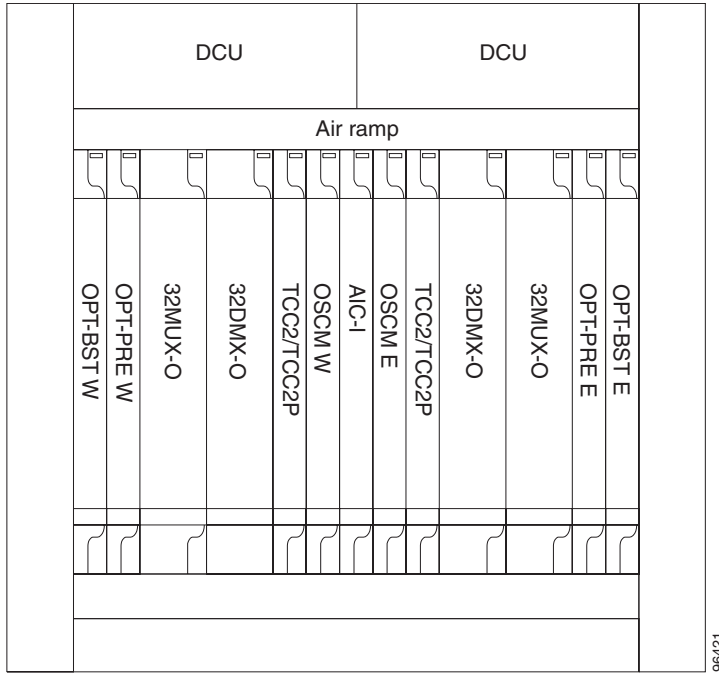 DCU
DCU
Air ramp
OPT-BST W
OPT-PRE W
32MUX-O
32DMX-O
TCC2/TCC2P
OSCM W
AIC-I
OSCM E
TCC2/TCC2P
32DMX-O
32MUX-O
OPT-PRE E
OPT-BST E
96421